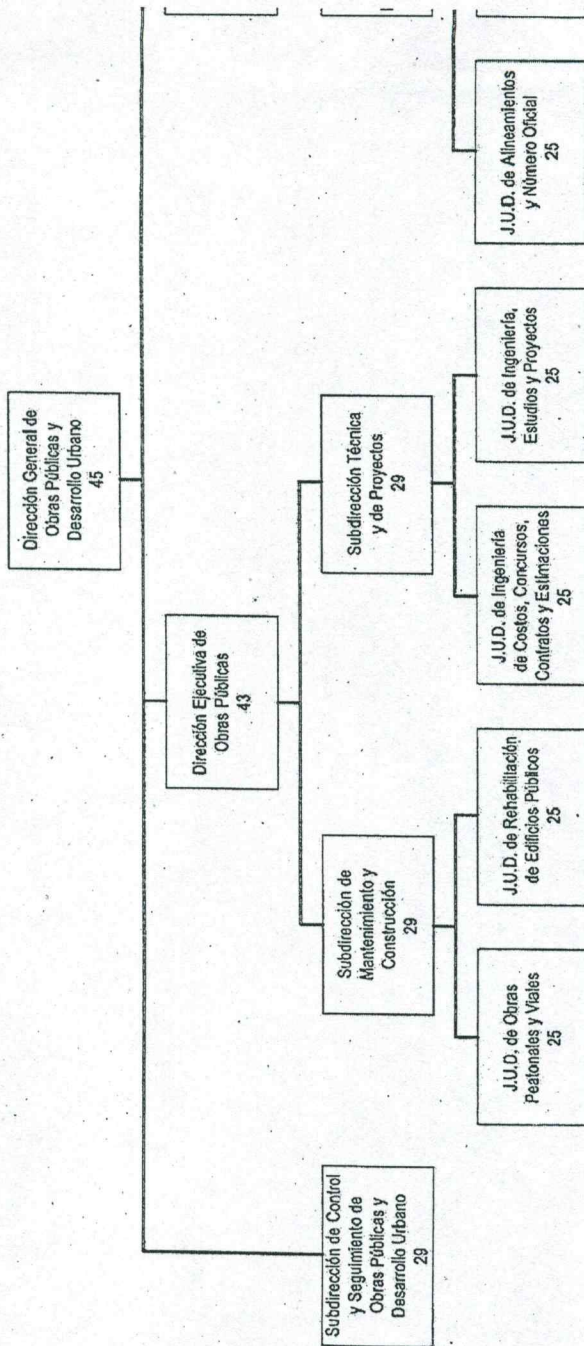 Dirección General de
Obras Públicas y
Desarrollo Urbano
45
Dirección Ejecutiva de
Obras Públicas
43
Subdirección de Control
y Seguimiento de
Obras Públicas y
Desarrollo Urbano
29
Subdirección de
Mantenimiento y
Construcción
29
Subdirección Técnica
y de Proyectos
29
J.U.D. de Obras
Peatonales y Viales
25
J.U.D. de Rehabilitación
de Edificios Públicos
25
J.U.D. de Ingeniería
de Costos, Concursos,
Contratos y Estimaciones
25
J.U.D. de Ingeniería,
Estudios y Proyectos
25
J.U.D. de Alineamientos
y Número Oficial
25